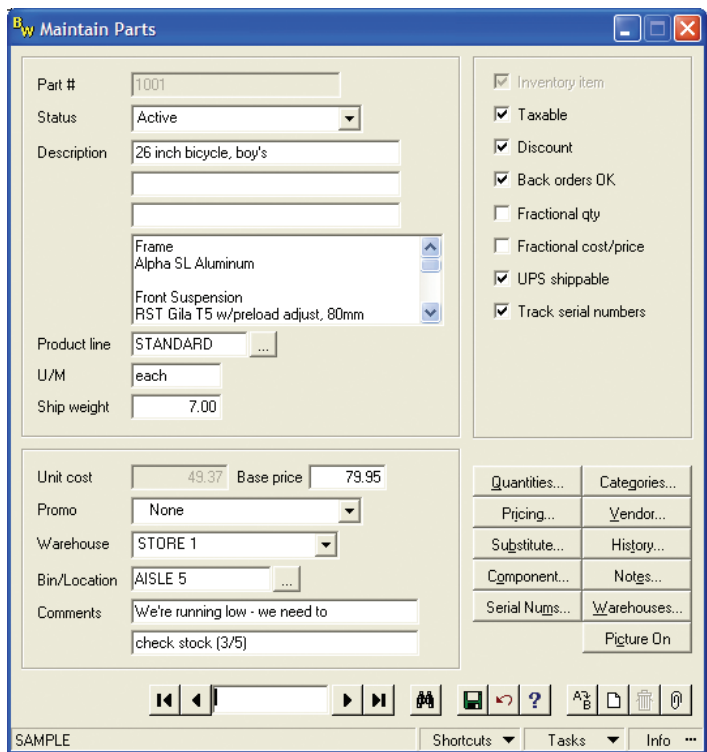 BW Maintain Parts
Part # 1001
Status Active
Description 26 inch bicycle, boy's
Frame
Alpha SL Aluminum
Front Suspension
RST Gila T5 w/preload adjust, 80mm
Product line STANDARD ...
U/M each
Ship weight 7.00
Inventory item
Taxable
Discount
Back orders OK
Fractional qty
Fractional cost/price
UPS shippable
Track serial numbers
Unit cost 49.37 Base price 79.95
Promo None
Warehouse STORE 1
Bin/Location AISLE 5 ...
Comments We're running low - we need to
check stock (3/5)
Quantities... Categories...
Pricing... Vendor...
Substitute... History...
Component... Notes...
Serial Nums... Warehouses...
Picture On
? A B
SAMPLE Shortcuts Tasks Info ...